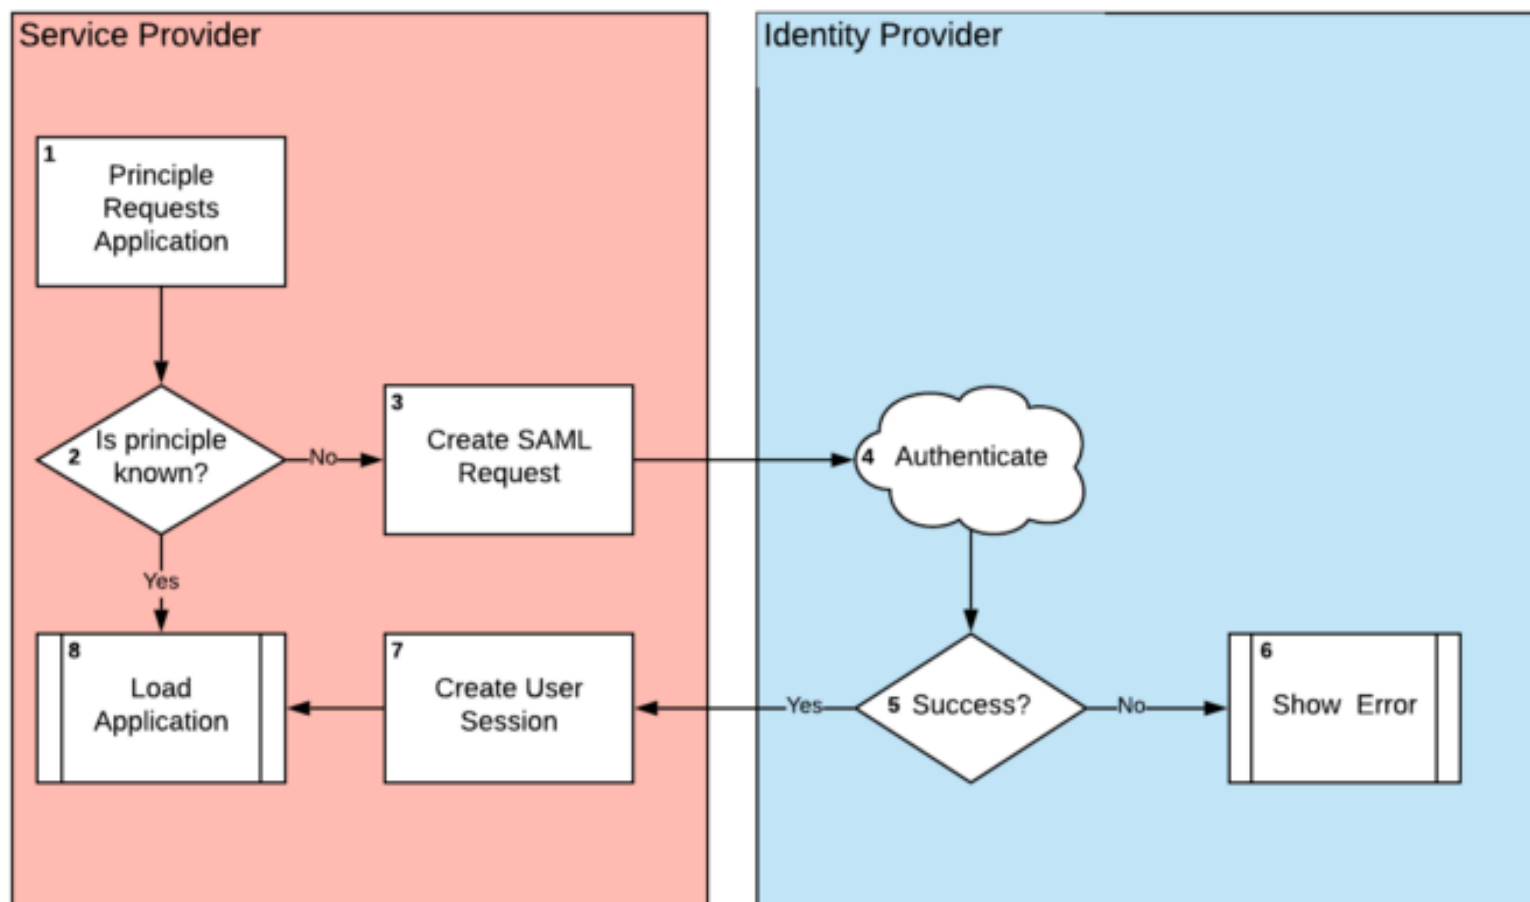 Service Provider
Identity Provider
1
Principle
Requests
Application
2
Is principle
known?
No
3
Create SAML
Request
4
Authenticate
Yes
8
Load
Application
7
Create User
Session
Yes
5
Success?
No
6
Show Error